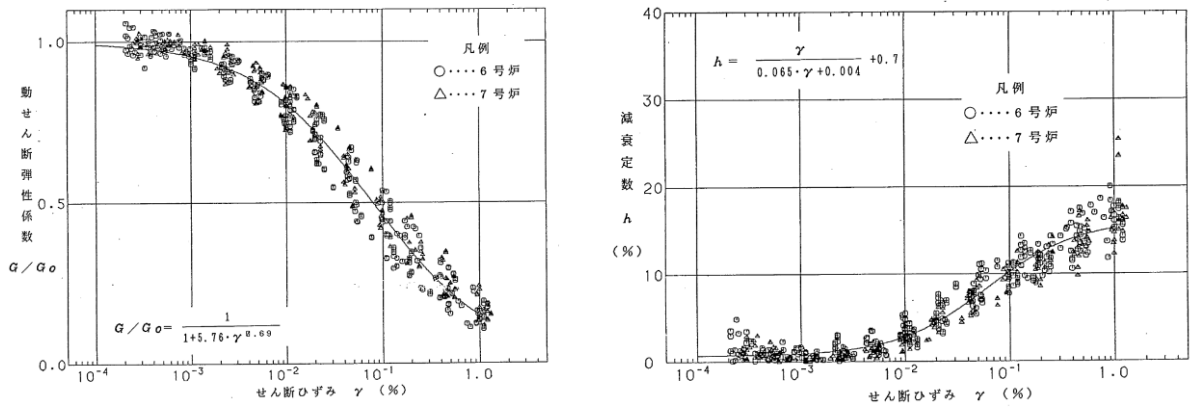 1.0
0.5
0.0
動せん断弾性係数
G/G₀
凡例
○・・・・6号炉
△・・・・7号炉
G/G₀= 1 / 1+5.76·γ^0.69
10⁻⁴ 10⁻³ 10⁻² 10⁻¹ 1.0
せん断ひずみ γ (%)
40
30
20
10
0
減衰定数 h (%)
h = γ / 0.065·γ+0.004 +0.7
凡例
○・・・・6号炉
△・・・・7号炉
10⁻⁴ 10⁻³ 10⁻² 10⁻¹ 1.0
せん断ひずみ γ (%)